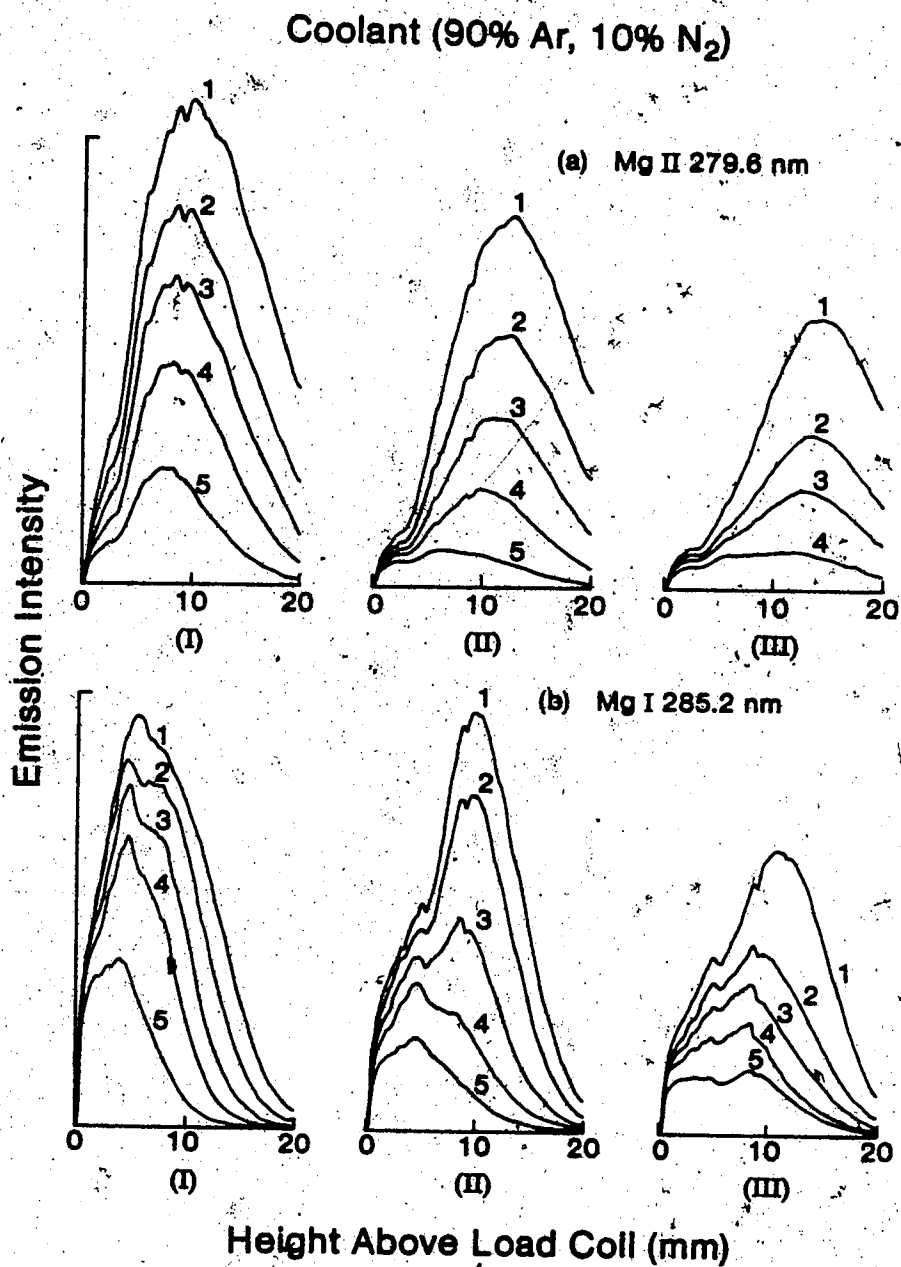 Coolant (90% Ar, 10% N2)
(a) Mg II 279.6 nm
1
2
3
4
5
1
2
3
4
5
1
2
3
4
0 10 20
0 10 20
0 10 20
(I)
(II)
(III)
Emission Intensity
(b) Mg I 285.2 nm
1
2
3
4
5
1
2
3
4
5
1
2
3
4
5
0 10 20
0 10 20
0 10 20
(I)
(II)
(III)
Height Above Load Coil (mm)